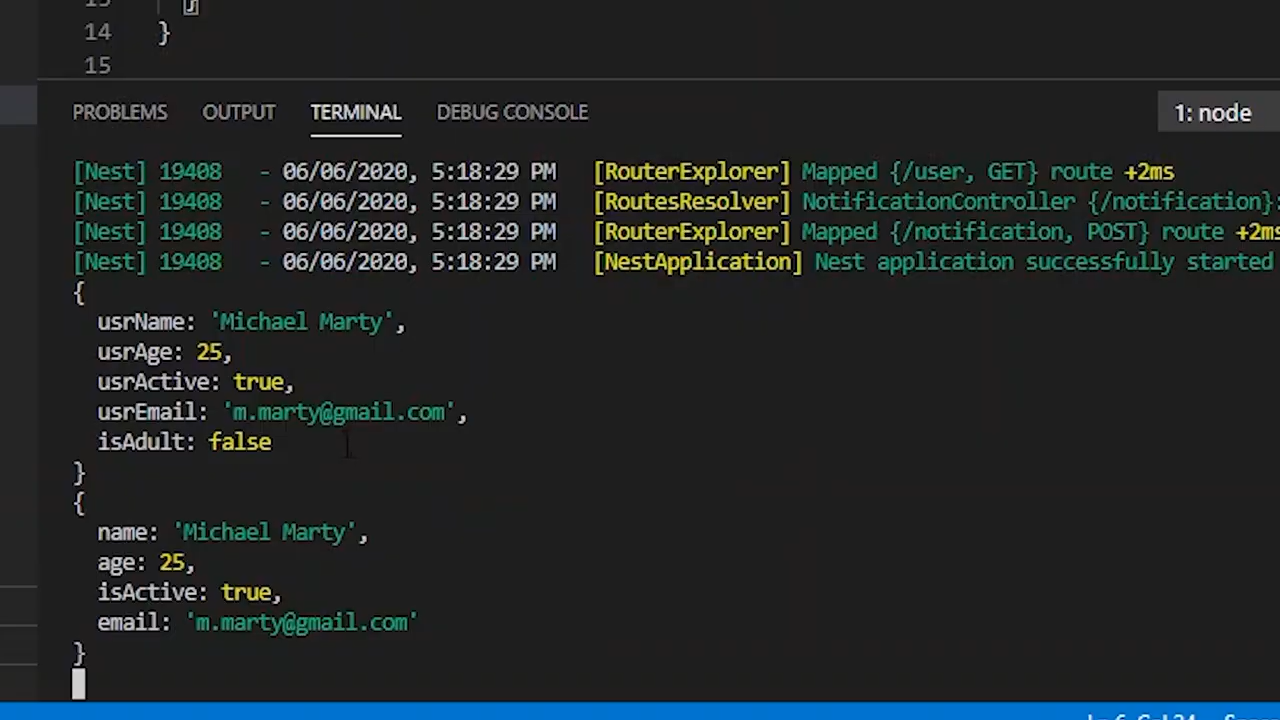 13 }
14 }
15
PROBLEMS OUTPUT TERMINAL DEBUG CONSOLE 1: node
[Nest] 19408 - 06/06/2020, 5:18:29 PM [RouterExplorer] Mapped {/user, GET} route +2ms
[Nest] 19408 - 06/06/2020, 5:18:29 PM [RoutesResolver] NotificationController {/notification}:
[Nest] 19408 - 06/06/2020, 5:18:29 PM [RouterExplorer] Mapped {/notification, POST} route +2ms
[Nest] 19408 - 06/06/2020, 5:18:29 PM [NestApplication] Nest application successfully started
{
usrName: 'Michael Marty',
usrAge: 25,
usrActive: true,
usrEmail: 'm.marty@gmail.com',
isAdult: false
}
{
name: 'Michael Marty',
age: 25,
isActive: true,
email: 'm.marty@gmail.com'
}